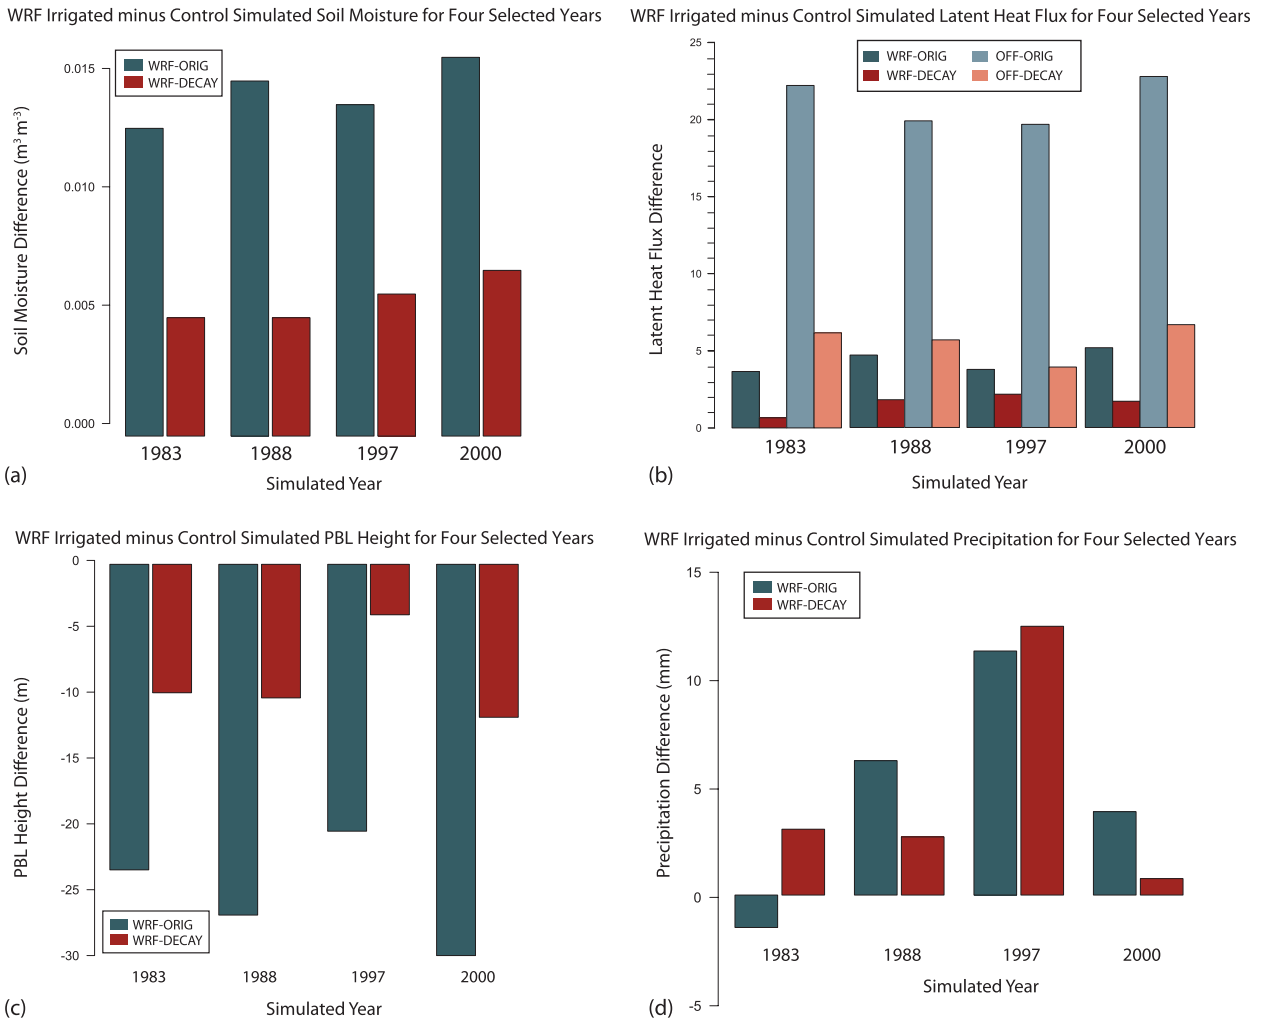 WRF Irrigated minus Control Simulated Soil Moisture for Four Selected Years
WRF-ORIG
WRF-DECAY
Soil Moisture Difference (m³ m⁻³)
0.015
0.010
0.005
0.000
1983 1988 1997 2000
(a)
Simulated Year
WRF Irrigated minus Control Simulated Latent Heat Flux for Four Selected Years
WRF-ORIG OFF-ORIG
WRF-DECAY OFF-DECAY
Latent Heat Flux Difference
25
20
15
10
5
0
1983 1988 1997 2000
(b)
Simulated Year
WRF Irrigated minus Control Simulated PBL Height for Four Selected Years
PBL Height Difference (m)
0
-5
-10
-15
-20
-25
-30
WRF-ORIG
WRF-DECAY
1983 1988 1997 2000
(c)
Simulated Year
WRF Irrigated minus Control Simulated Precipitation for Four Selected Years
WRF-ORIG
WRF-DECAY
Precipitation Difference (mm)
15
10
5
0
-5
1983 1988 1997 2000
Simulated Year
(d)